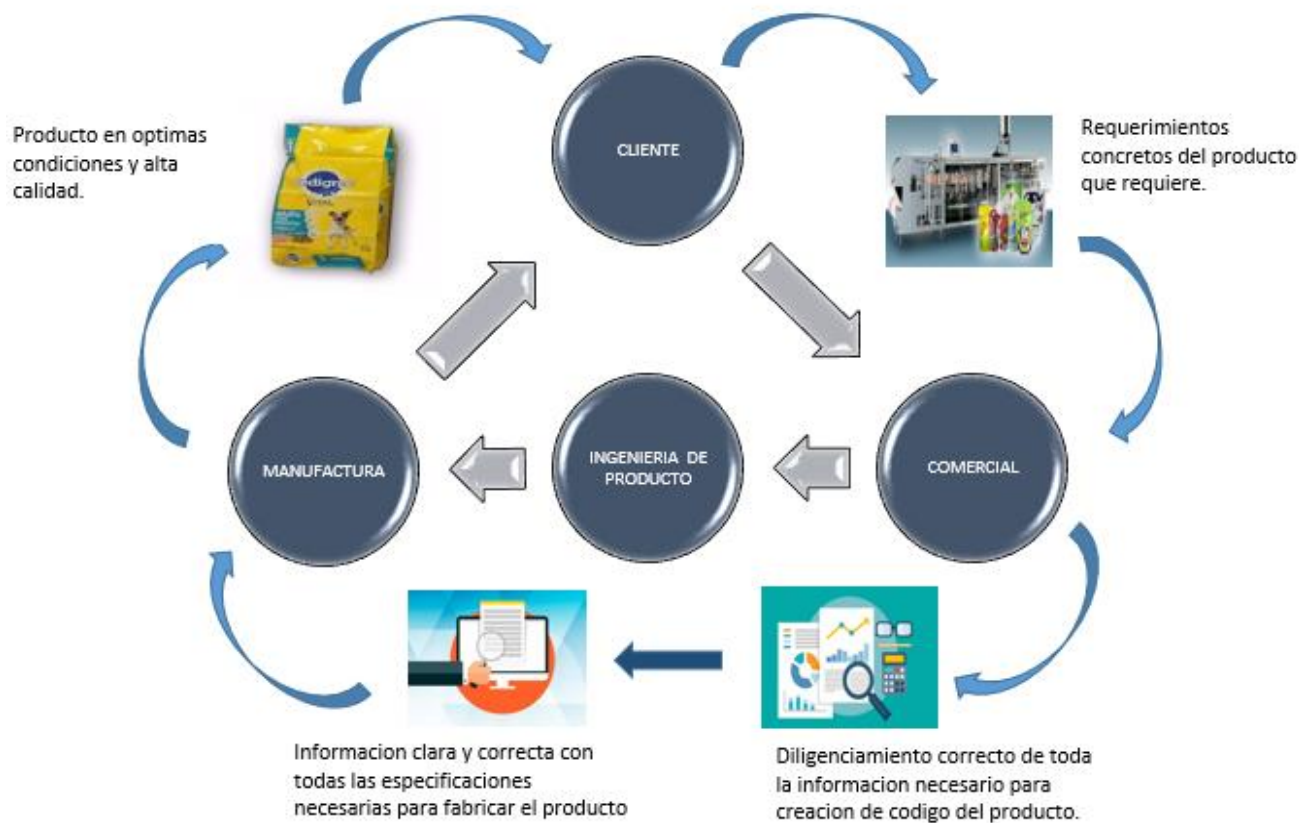 CLIENTE
Requerimientos
concretos del producto
que requiere.
Producto en optimas
condiciones y alta
calidad.
MANUFACTURA
INGENIERIA DE
PRODUCTO
COMERCIAL
Informacion clara y correcta con
todas las especificaciones
necesarias para fabricar el producto
Diligenciamiento correcto de toda
la informacion necesario para
creacion de codigo del producto.